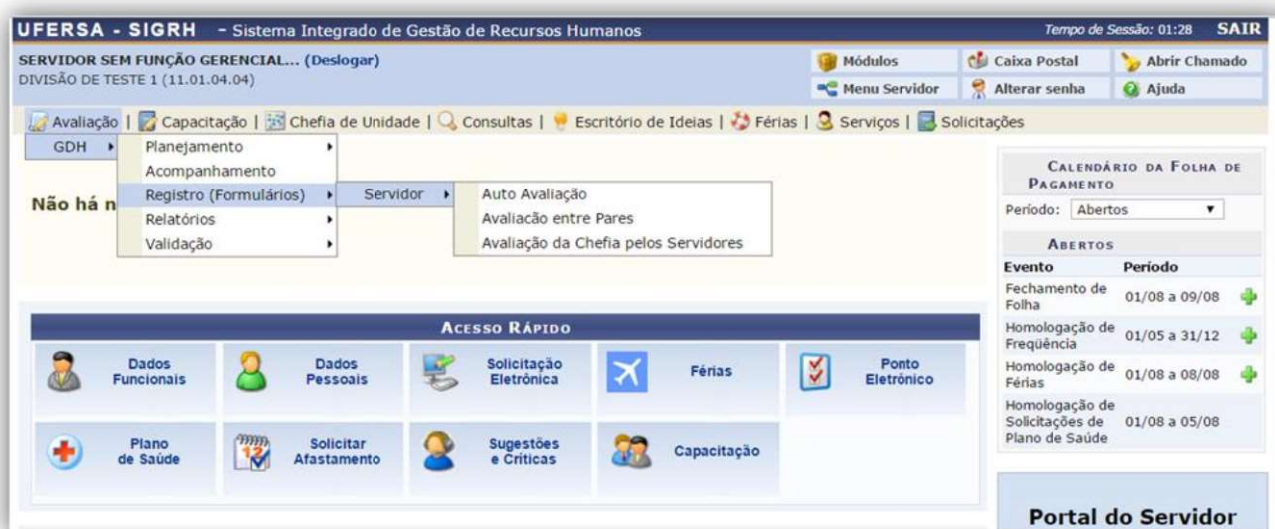 UFERSA - SIGRH - Sistema Integrado de Gestão de Recursos Humanos
Tempo de Sessão: 01:28 SAIR
SERVIDOR SEM FUNÇÃO GERENCIAL... (Deslogar)
DIVISÃO DE TESTE 1 (11.01.04.04)
Módulos
Caixa Postal
Abrir Chamado
Menu Servidor
Alterar senha
Ajuda
Avaliação | Capacitação | Chefia de Unidade | Consultas | Escritório de Ideias | Férias | Serviços | Solicitações
GDH
Planejamento
Acompanhamento
Registro (Formulários)
Relatórios
Validação
Servidor
Auto Avaliação
Avaliacão entre Pares
Avaliação da Chefia pelos Servidores
Não há n
CALENDÁRIO DA FOLHA DE
PAGAMENTO
Período: Abertos
ABERTOS
Evento Período
Fechamento de
Folha
01/08 a 09/08
Homologação de
Freqüência
01/05 a 31/12
Homologação de
Férias
01/08 a 08/08
Homologação de
Solicitações de
Plano de Saúde
01/08 a 05/08
ACESSO RÁPIDO
Dados
Funcionais
Dados
Pessoais
Solicitação
Eletrônica
Férias
Ponto
Eletrônico
Plano
de Saúde
Solicitar
Afastamento
Sugestões
e Críticas
Capacitação
Portal do Servidor